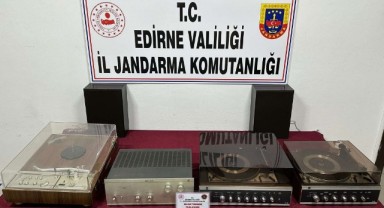 T.C.
EDİRNE VALİLİĞİ
İL JANDARMA KOMUTANLIĞI